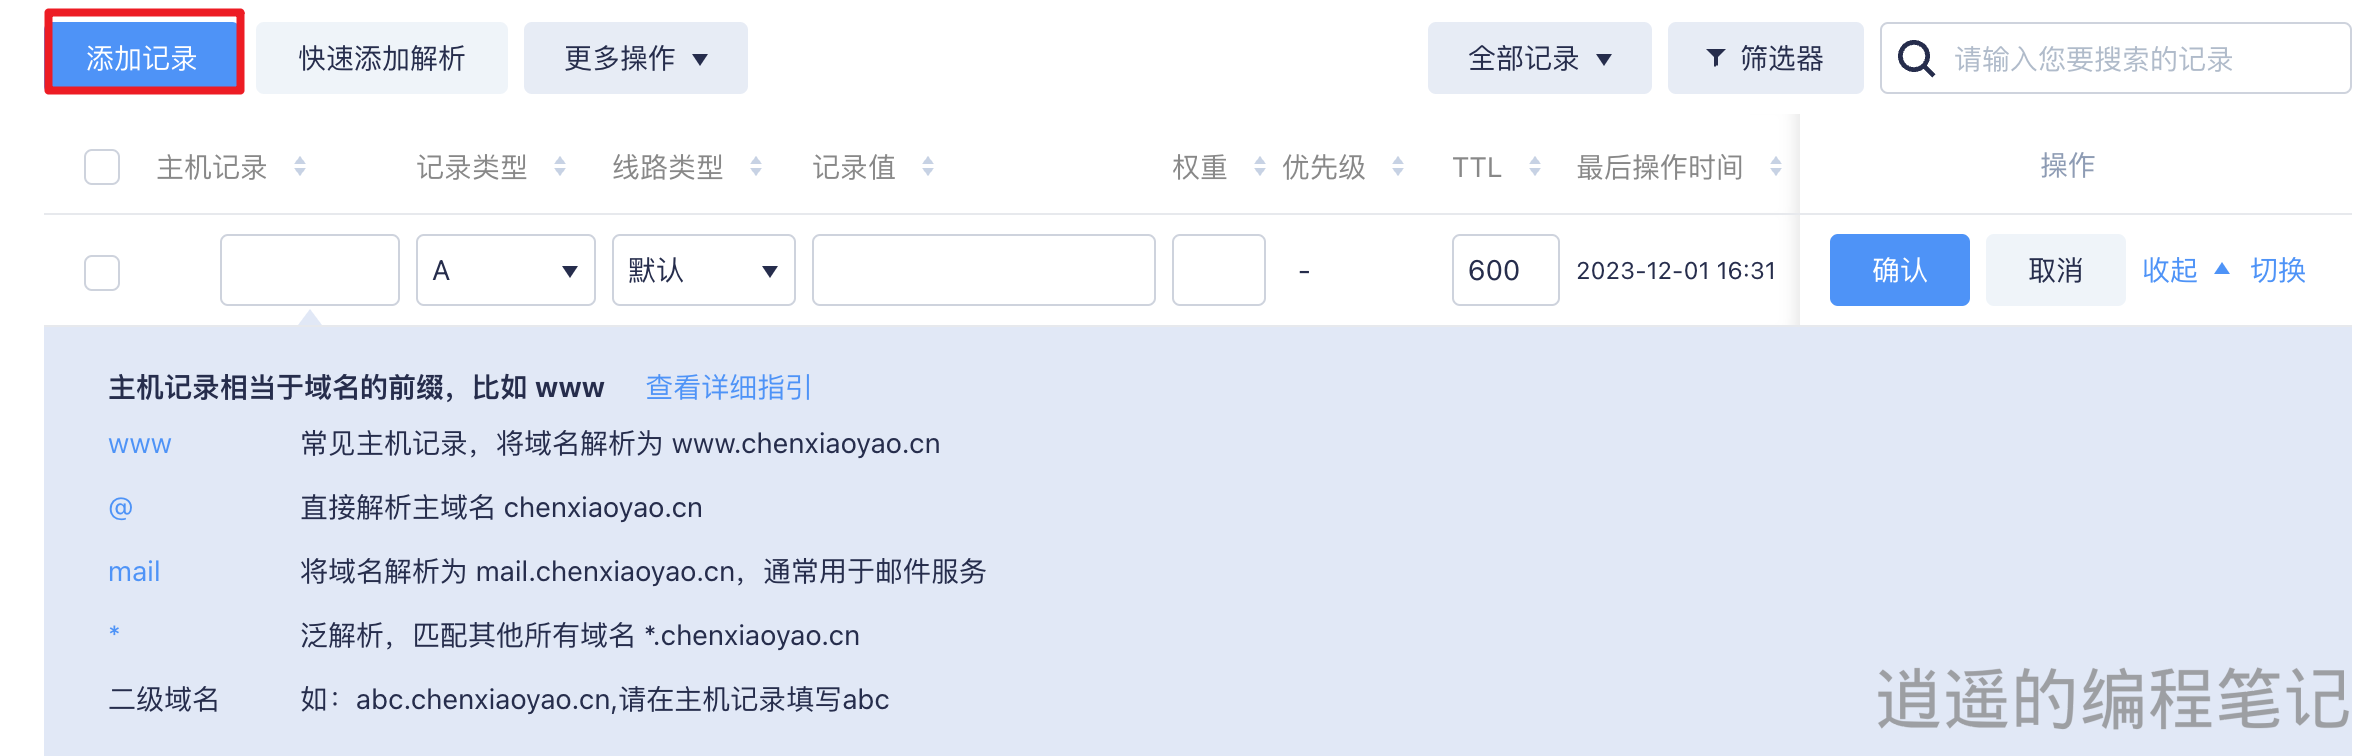 添加记录 快速添加解析 更多操作 全部记录 筛选器 请输入您要搜索的记录
主机记录 记录类型 线路类型 记录值 权重 优先级 TTL 最后操作时间 操作
A 默认 - 600 2023-12-01 16:31 确认 取消 收起 切换
主机记录相当于域名的前缀，比如 www 查看详细指引
www 常见主机记录，将域名解析为 www.chenxiaoyao.cn
@ 直接解析主域名 chenxiaoyao.cn
mail 将域名解析为 mail.chenxiaoyao.cn，通常用于邮件服务
* 泛解析，匹配其他所有域名 *.chenxiaoyao.cn
二级域名 如：abc.chenxiaoyao.cn,请在主机记录填写abc
逍遥的编程笔记